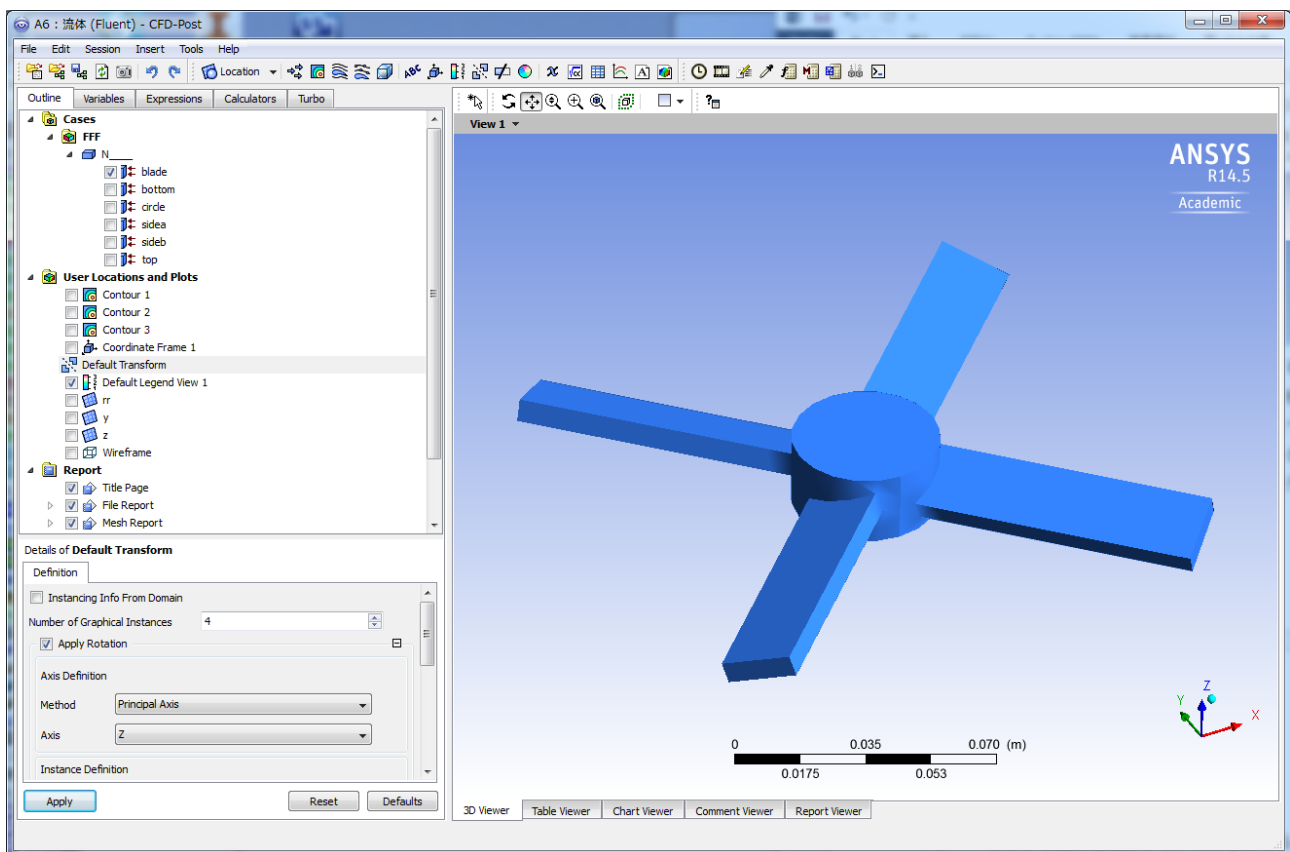 A6 : 流体 (Fluent) - CFD-Post
File Edit Session Insert Tools Help
Location
Outline Variables Expressions Calculators Turbo
Cases
FFF
N____
blade
bottom
circle
sidea
sideb
top
User Locations and Plots
Contour 1
Contour 2
Contour 3
Coordinate Frame 1
Default Transform
Default Legend View 1
rr
y
z
Wireframe
Report
Title Page
File Report
Mesh Report
Details of Default Transform
Definition
Instancing Info From Domain
Number of Graphical Instances 4
Apply Rotation
Axis Definition
Method Principal Axis
Axis Z
Instance Definition
Apply Reset Defaults
View 1
ANSYS
R14.5
Academic
Z
Y
X
0 0.035 0.070 (m)
0.0175 0.053
3D Viewer Table Viewer Chart Viewer Comment Viewer Report Viewer